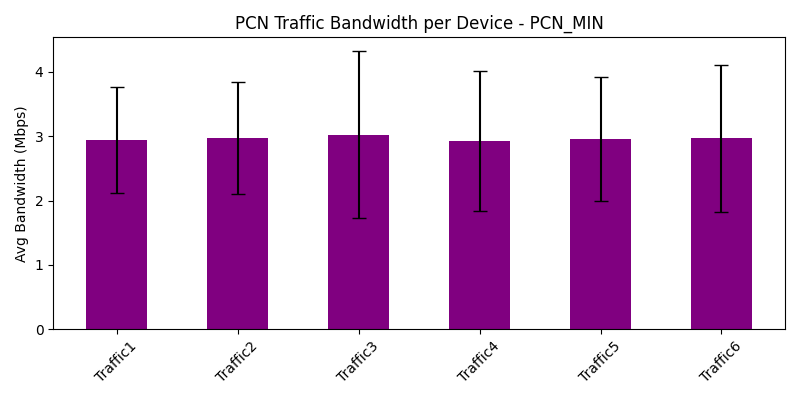 PCN Traffic Bandwidth per Device - PCN_MIN
Avg Bandwidth (Mbps)
4
3
2
1
0
Traffic1
Traffic2
Traffic3
Traffic4
Traffic5
Traffic6